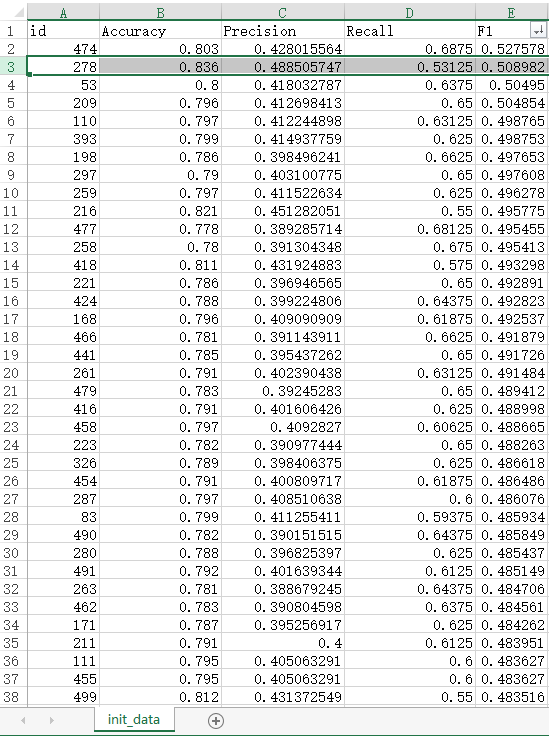 A B C D E
1 id Accuracy Precision Recall F1
2 474 0.803 0.428015564 0.6875 0.527578
3 278 0.836 0.488505747 0.53125 0.508982
4 53 0.8 0.418032787 0.6375 0.50495
5 209 0.796 0.412698413 0.65 0.504854
6 110 0.797 0.412244898 0.63125 0.498765
7 393 0.799 0.414937759 0.625 0.498753
8 198 0.786 0.398496241 0.6625 0.497653
9 297 0.79 0.403100775 0.65 0.497608
10 259 0.797 0.411522634 0.625 0.496278
11 216 0.821 0.451282051 0.55 0.495775
12 477 0.778 0.389285714 0.68125 0.495455
13 258 0.78 0.391304348 0.675 0.495413
14 418 0.811 0.431924883 0.575 0.493298
15 221 0.786 0.396946565 0.65 0.492891
16 424 0.788 0.399224806 0.64375 0.492823
17 168 0.796 0.409090909 0.61875 0.492537
18 466 0.781 0.391143911 0.6625 0.491879
19 441 0.785 0.395437262 0.65 0.491726
20 261 0.791 0.402390438 0.63125 0.491484
21 479 0.783 0.39245283 0.65 0.489412
22 416 0.791 0.401606426 0.625 0.488998
23 458 0.797 0.4092827 0.60625 0.488665
24 223 0.782 0.390977444 0.65 0.488263
25 326 0.789 0.398406375 0.625 0.486618
26 454 0.791 0.400809717 0.61875 0.486486
27 287 0.797 0.408510638 0.6 0.486076
28 83 0.799 0.411255411 0.59375 0.485934
29 490 0.782 0.390151515 0.64375 0.485849
30 280 0.788 0.396825397 0.625 0.485437
31 491 0.792 0.401639344 0.6125 0.485149
32 263 0.781 0.388679245 0.64375 0.484706
33 462 0.783 0.390804598 0.6375 0.484561
34 171 0.787 0.395256917 0.625 0.484262
35 211 0.791 0.4 0.6125 0.483951
36 111 0.795 0.405063291 0.6 0.483627
37 455 0.795 0.405063291 0.6 0.483627
38 499 0.812 0.431372549 0.55 0.483516
init_data